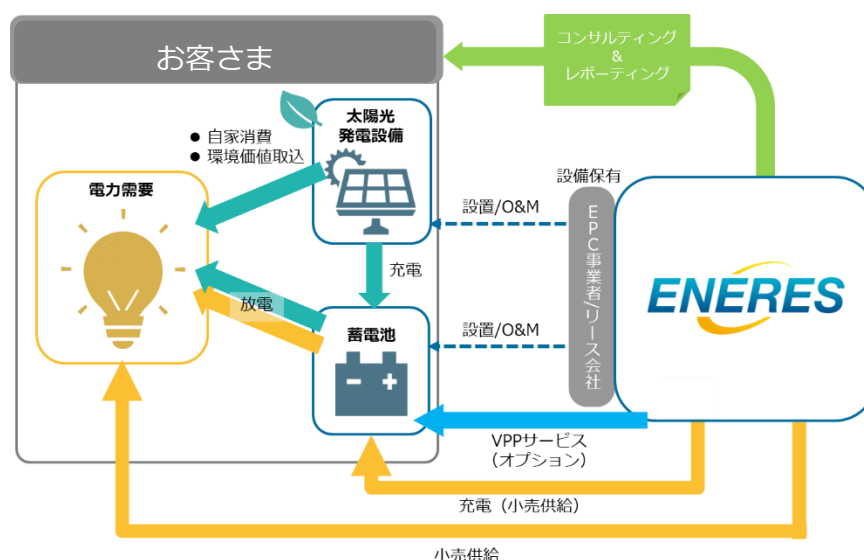 お客さま
コンサルティング
&
レポーティング
太陽光
発電設備
● 自家消費
● 環境価値取込
電力需要
設備保有
設置/O&M
EPC事業者/リース会社
ENERES
充電
放電
蓄電池
設置/O&M
VPPサービス
（オプション）
充電（小売供給）
小売供給